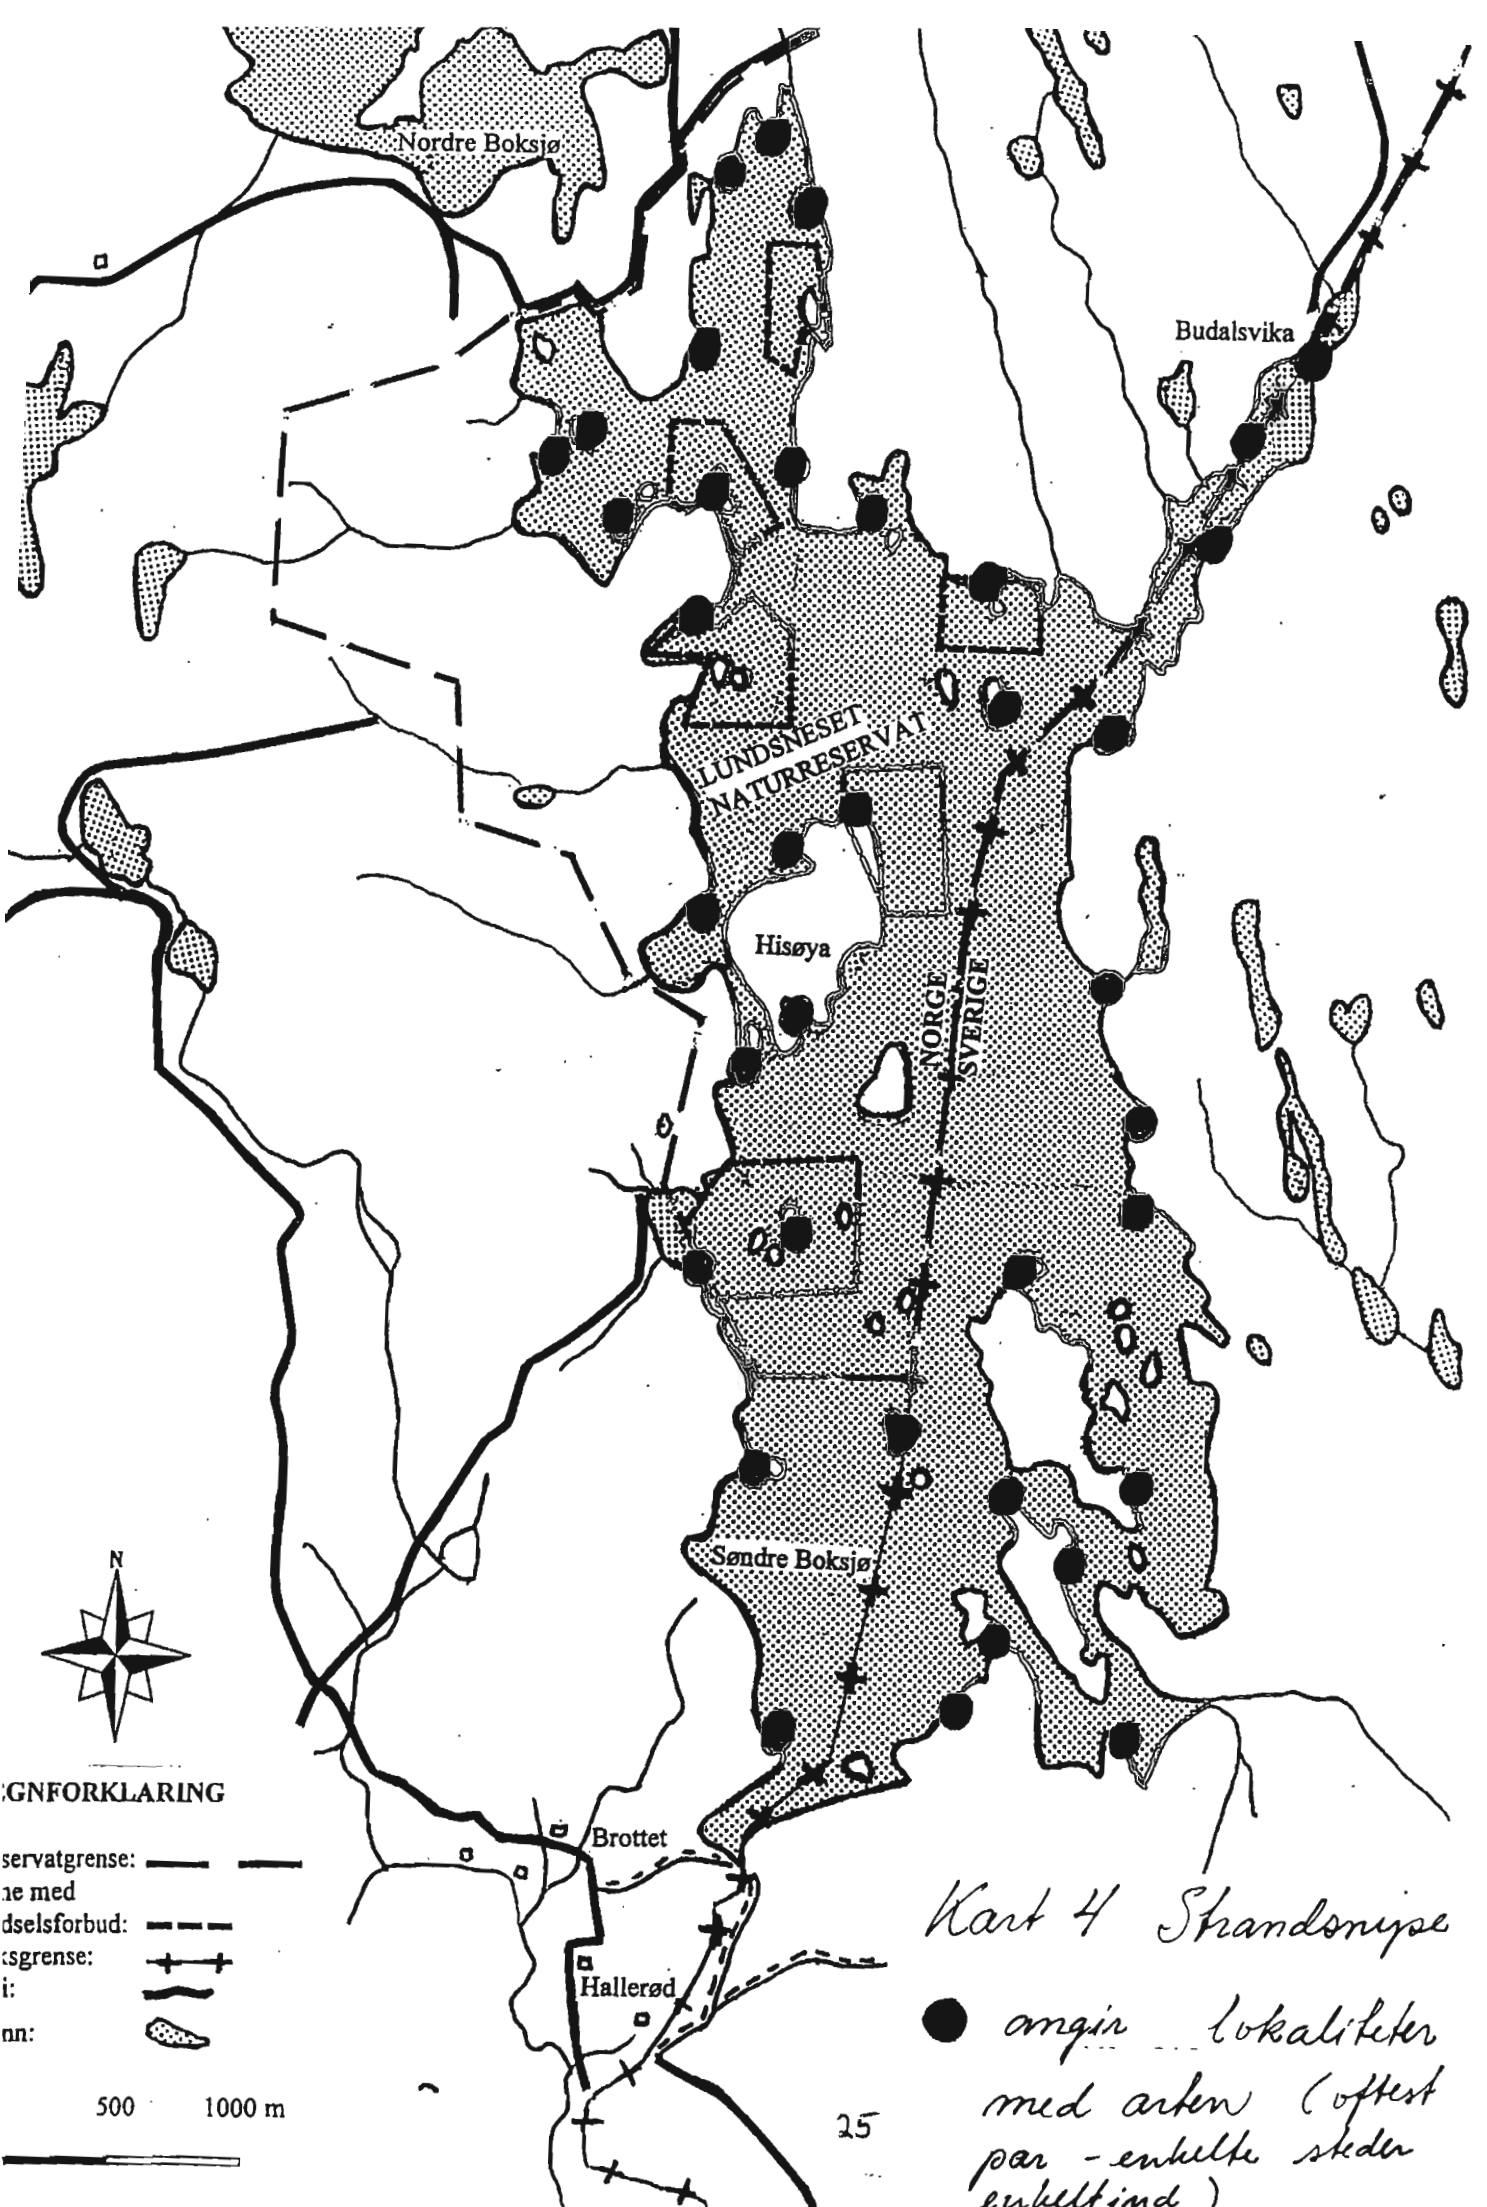 Nordre Boksjø
Budalsvika
LUNDSNESET
NATURRESERVAT
Hisøya
NORGE
SVERIGE
Søndre Boksjø
N
GNFORKLARING
servatgrense:
ne med
dselsforbud:
ksgrense:
i:
nn:
500 1000 m
Brottet
Hallerød
25
Kart 4 Strandsnipe
angir lokaliteter
med arten (oftest
par - enkelte steder
enkeltind)